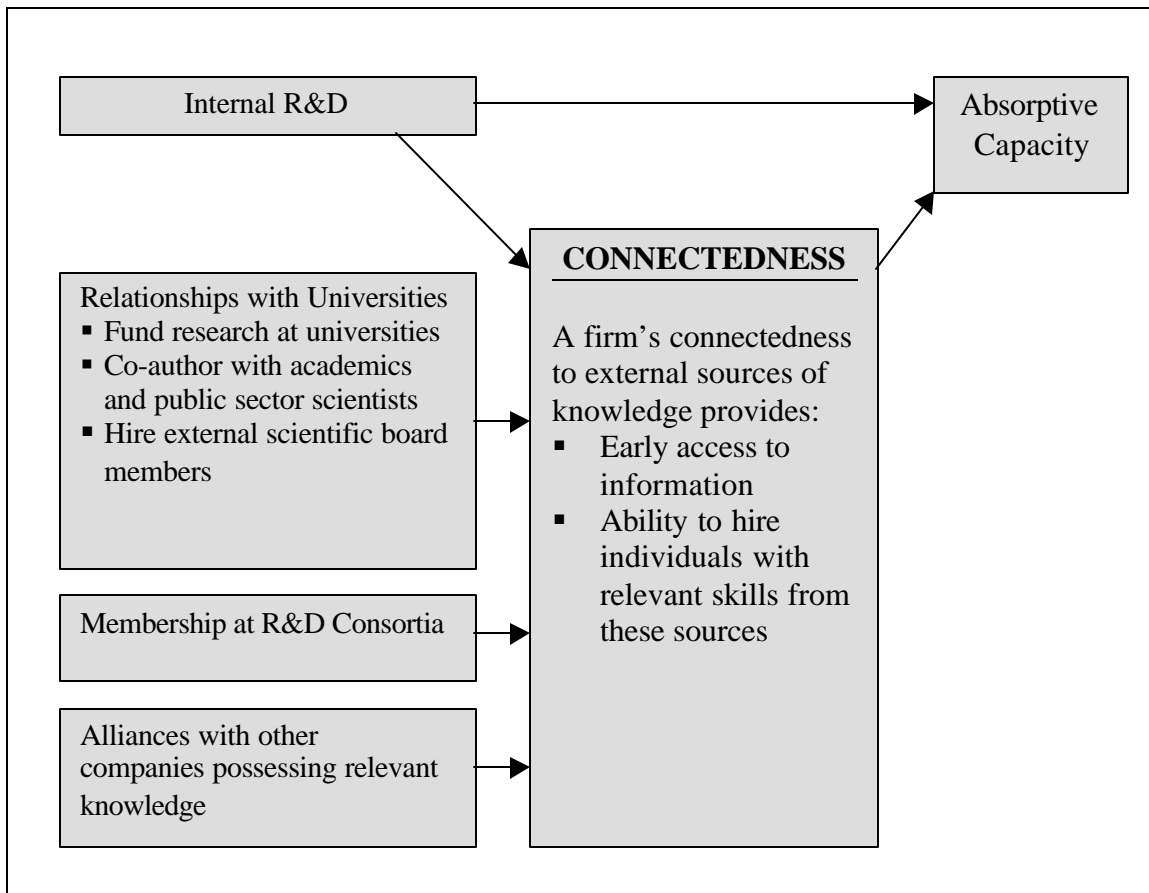 Internal R&D
Absorptive
Capacity
Relationships with Universities
▪ Fund research at universities
▪ Co-author with academics
and public sector scientists
▪ Hire external scientific board
members
Membership at R&D Consortia
Alliances with other
companies possessing relevant
knowledge
CONNECTEDNESS
A firm’s connectedness
to external sources of
knowledge provides:
▪ Early access to
information
▪ Ability to hire
individuals with
relevant skills from
these sources